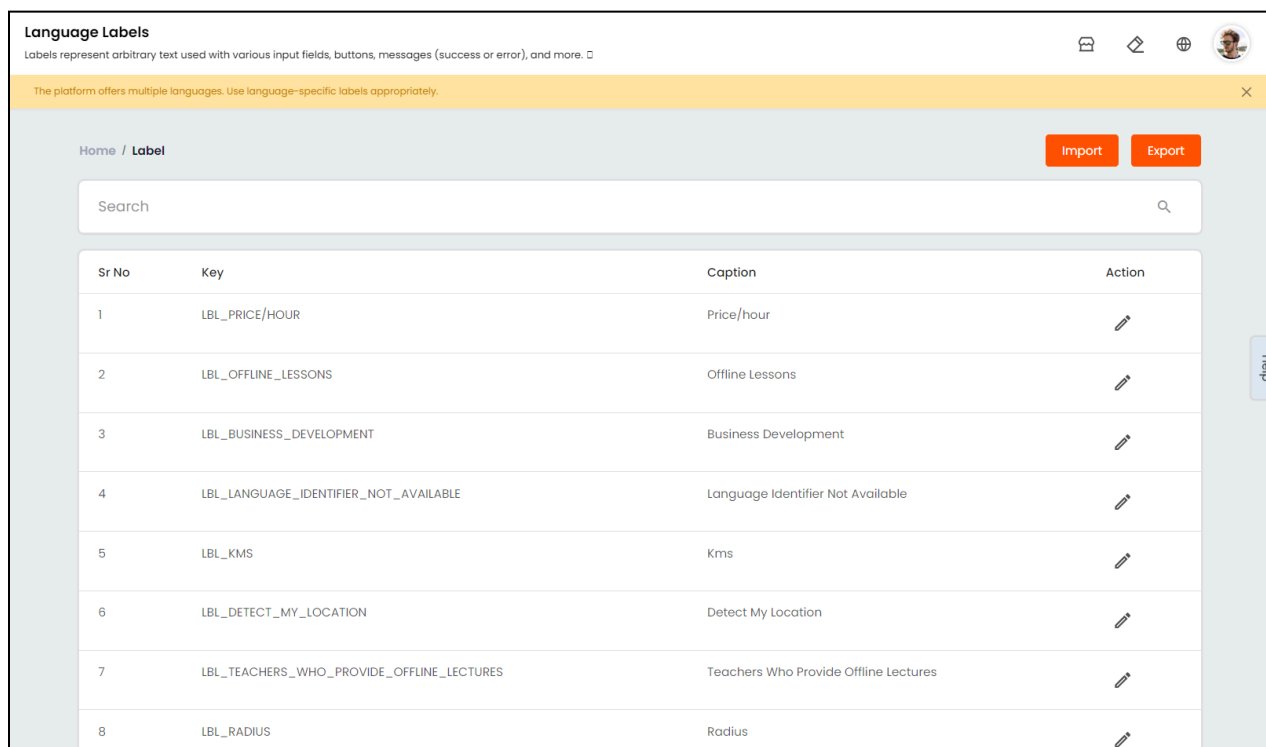 Language Labels
Labels represent arbitrary text used with various input fields, buttons, messages (success or error), and more.
The platform offers multiple languages. Use language-specific labels appropriately.
Home / Label
Import
Export
Search
Sr No Key Caption Action
1 LBL_PRICE/HOUR Price/hour
2 LBL_OFFLINE_LESSONS Offline Lessons
3 LBL_BUSINESS_DEVELOPMENT Business Development
4 LBL_LANGUAGE_IDENTIFIER_NOT_AVAILABLE Language Identifier Not Available
5 LBL_KMS Kms
6 LBL_DETECT_MY_LOCATION Detect My Location
7 LBL_TEACHERS_WHO_PROVIDE_OFFLINE_LECTURES Teachers Who Provide Offline Lectures
8 LBL_RADIUS Radius
Help